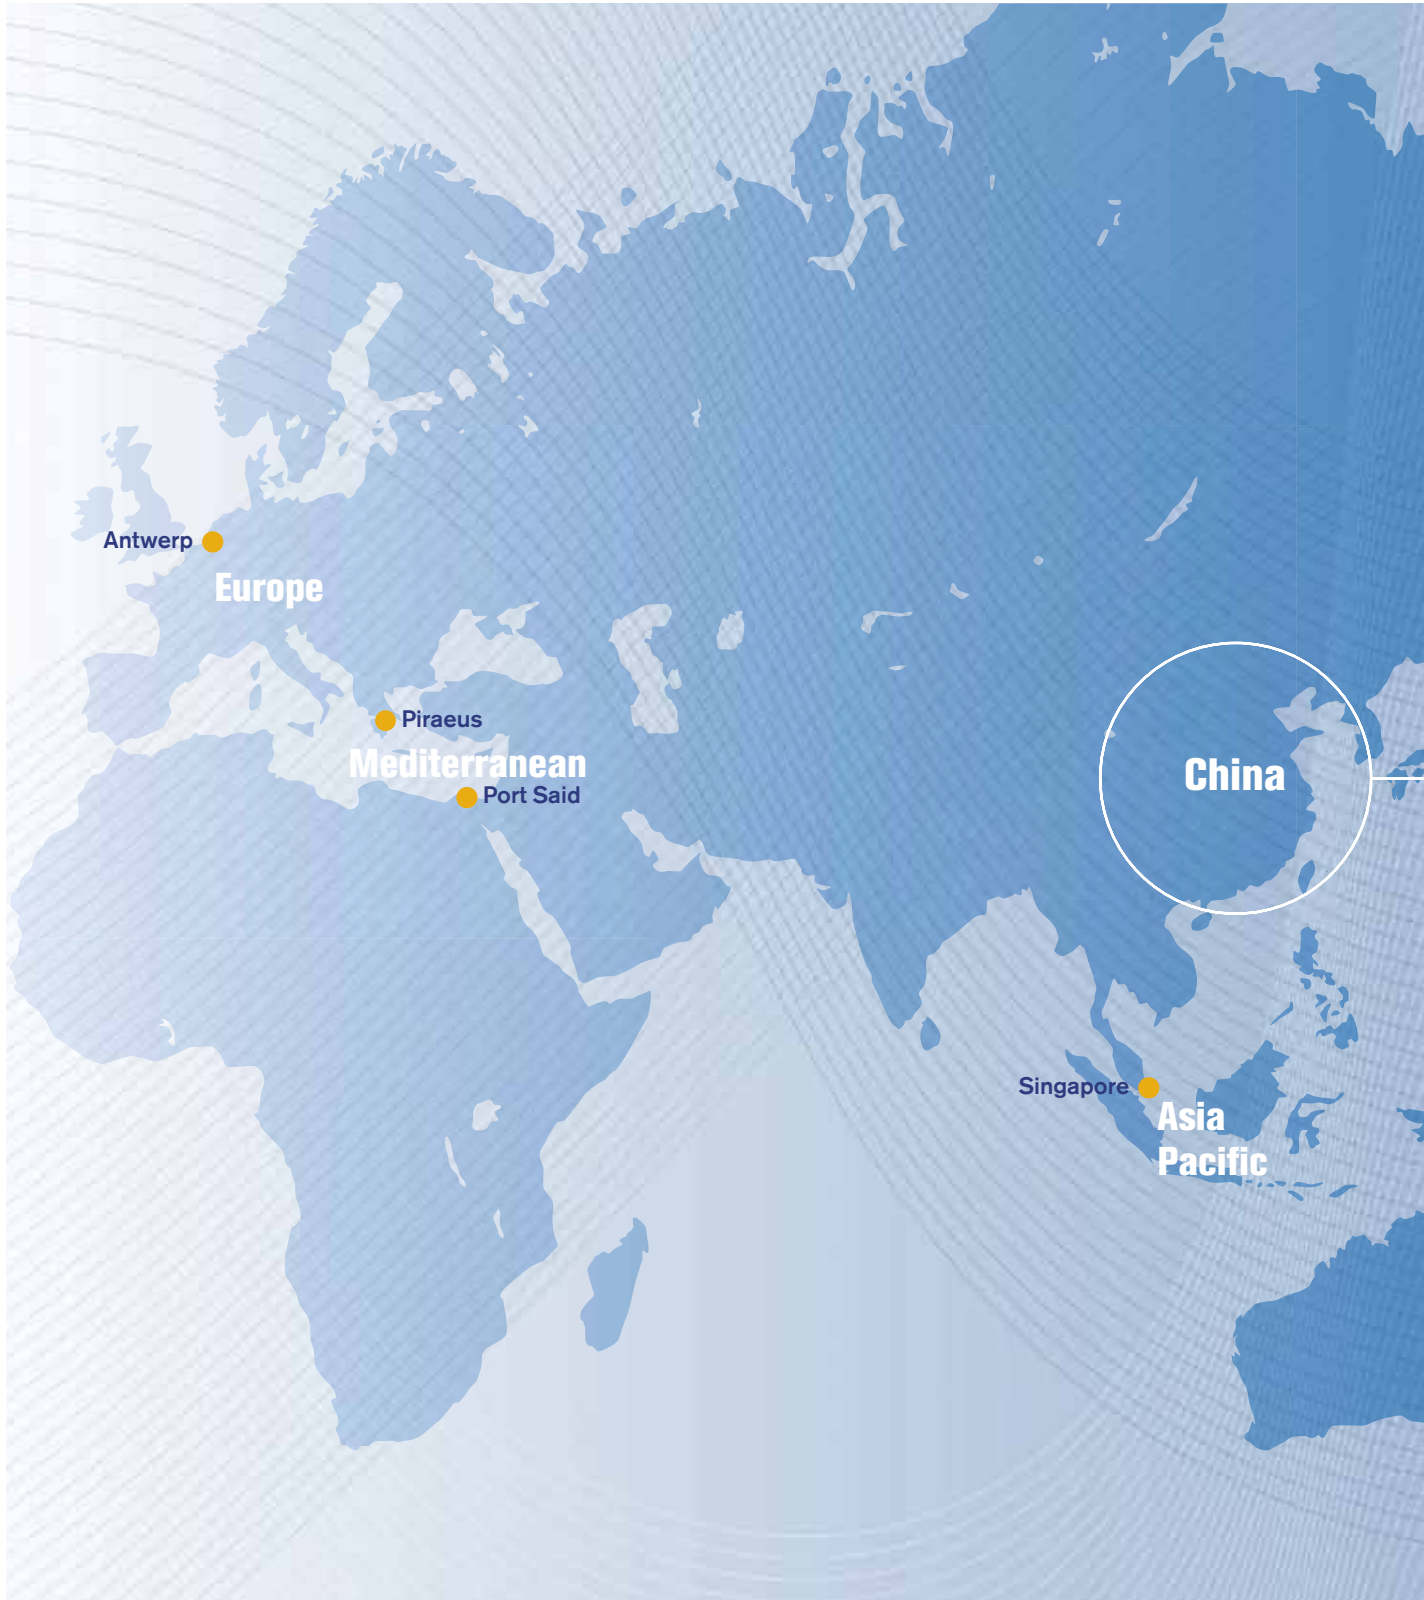 Antwerp
Europe
Piraeus
Mediterranean
Port Said
China
Singapore
Asia
Pacific